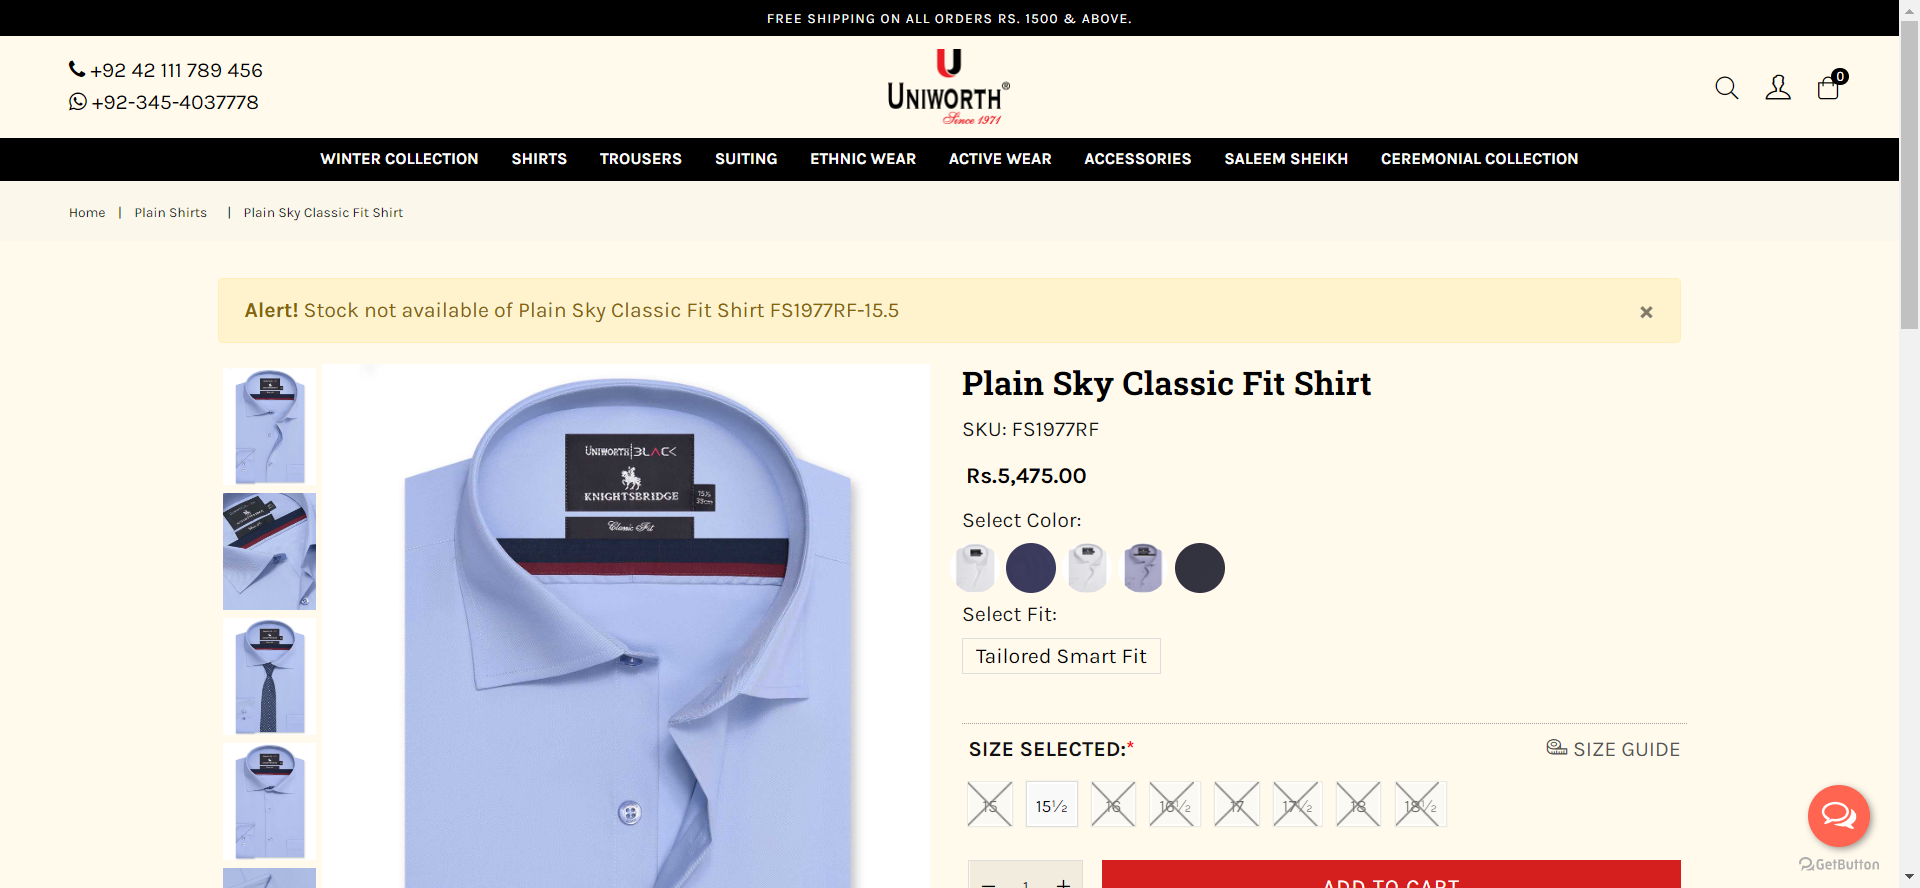 FREE SHIPPING ON ALL ORDERS RS. 1500 & ABOVE.
+92 42 111 789 456
+92-345-4037778
U
UNIWORTH®
Since 1971
0
WINTER COLLECTION SHIRTS TROUSERS SUITING ETHNIC WEAR ACTIVE WEAR ACCESSORIES SALEEM SHEIKH CEREMONIAL COLLECTION
Home | Plain Shirts | Plain Sky Classic Fit Shirt
Alert! Stock not available of Plain Sky Classic Fit Shirt FS1977RF-15.5 ×
UNIWORTH|BLACK
KNIGHTSBRIDGE
15½
Classic Fit
Plain Sky Classic Fit Shirt
SKU: FS1977RF
Rs.5,475.00
Select Color:
Select Fit:
Tailored Smart Fit
SIZE SELECTED:*
SIZE GUIDE
15 15½ 16 16½ 17 17½ 18 18½
− 1 +
ADD TO CART
GetButton